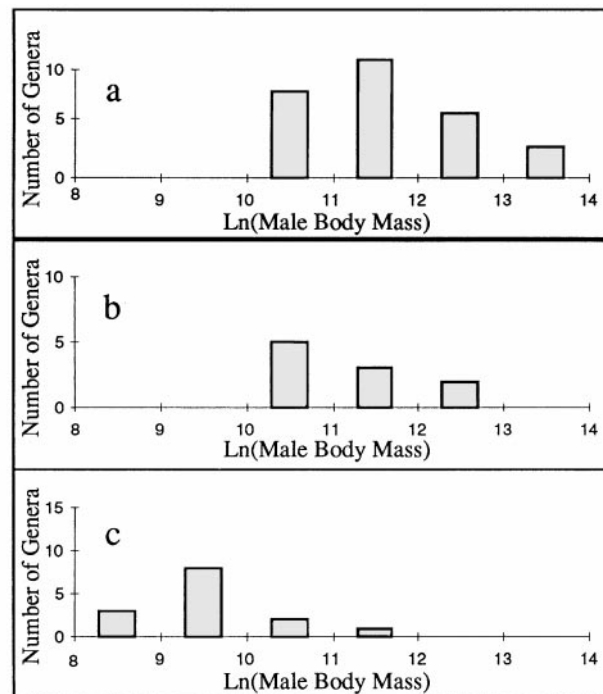 Number of Genera
10
5
0
a
8 9 10 11 12 13 14
Ln(Male Body Mass)
Number of Genera
10
5
0
b
8 9 10 11 12 13 14
Ln(Male Body Mass)
Number of Genera
15
10
5
0
c
8 9 10 11 12 13 14
Ln(Male Body Mass)